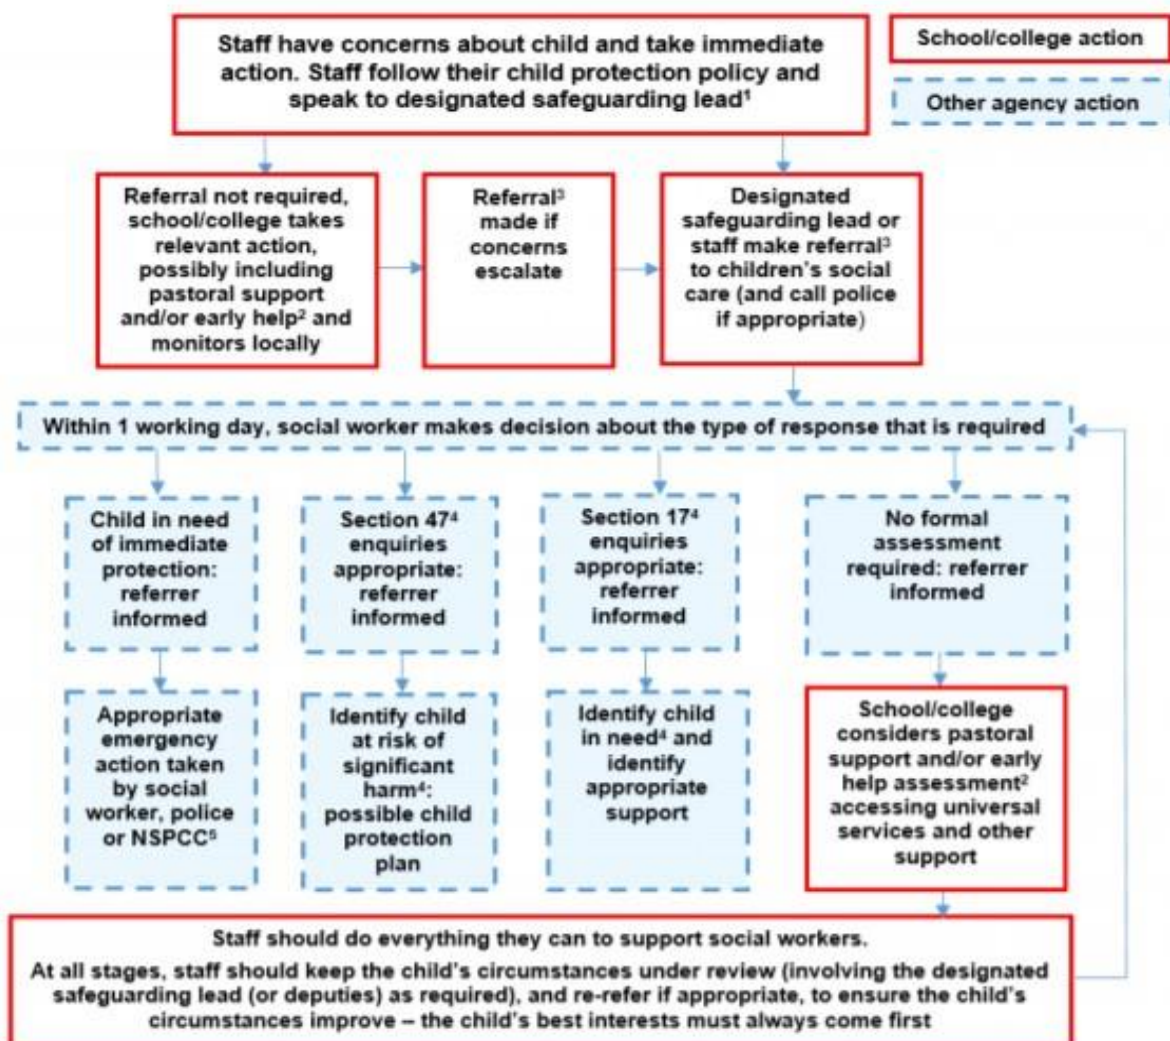 Staff have concerns about child and take immediate
action. Staff follow their child protection policy and
speak to designated safeguarding lead¹
School/college action
Other agency action
Referral not required,
school/college takes
relevant action,
possibly including
pastoral support
and/or early help² and
monitors locally
Referral³
made if
concerns
escalate
Designated
safeguarding lead or
staff make referral³
to children's social
care (and call police
if appropriate)
Within 1 working day, social worker makes decision about the type of response that is required
Child in need
of immediate
protection:
referrer
informed
Section 47⁴
enquiries
appropriate:
referrer
informed
Section 17⁴
enquiries
appropriate:
referrer
informed
No formal
assessment
required: referrer
informed
Appropriate
emergency
action taken
by social
worker, police
or NSPCC⁵
Identify child
at risk of
significant
harm⁴:
possible child
protection
plan
Identify child
in need⁴ and
identify
appropriate
support
School/college
considers pastoral
support and/or early
help assessment²
accessing universal
services and other
support
Staff should do everything they can to support social workers.
At all stages, staff should keep the child's circumstances under review (involving the designated
safeguarding lead (or deputies) as required), and re-refer if appropriate, to ensure the child's
circumstances improve – the child's best interests must always come first